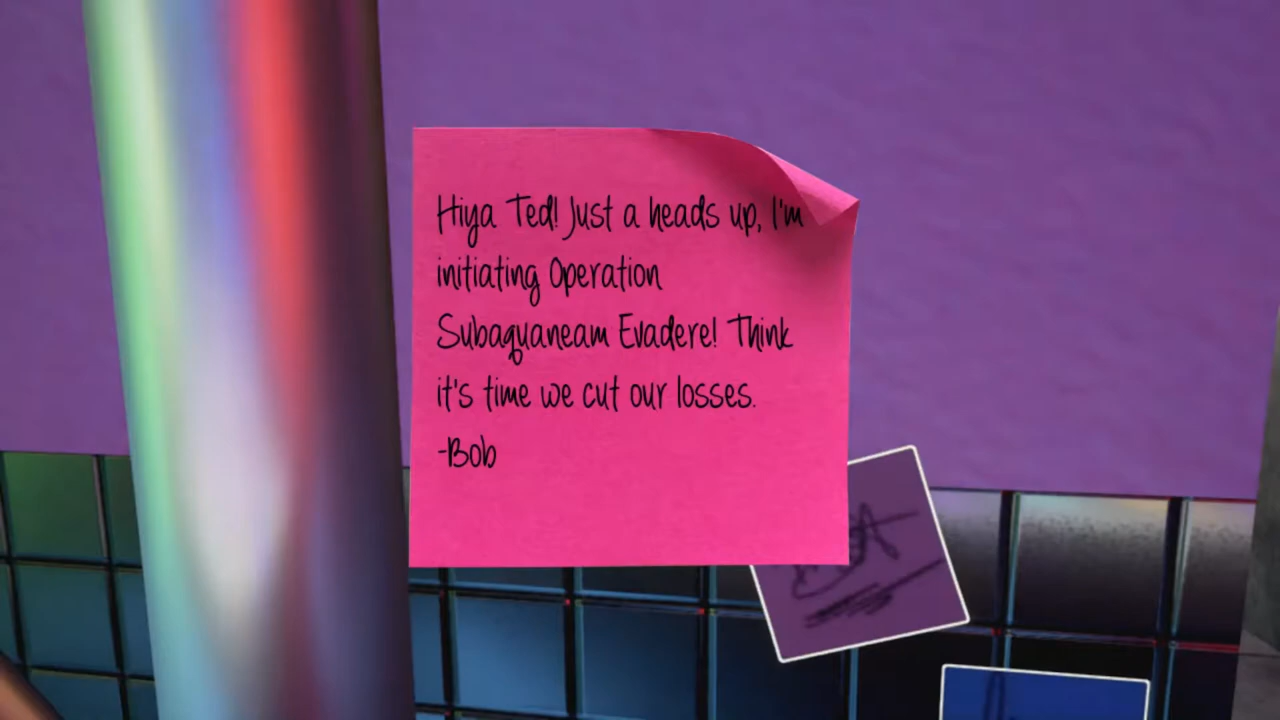 Hiya Ted! Just a heads up, I'm
initiating Operation
Subaquaneam Evadere! Think
it's time we cut our losses.
-Bob